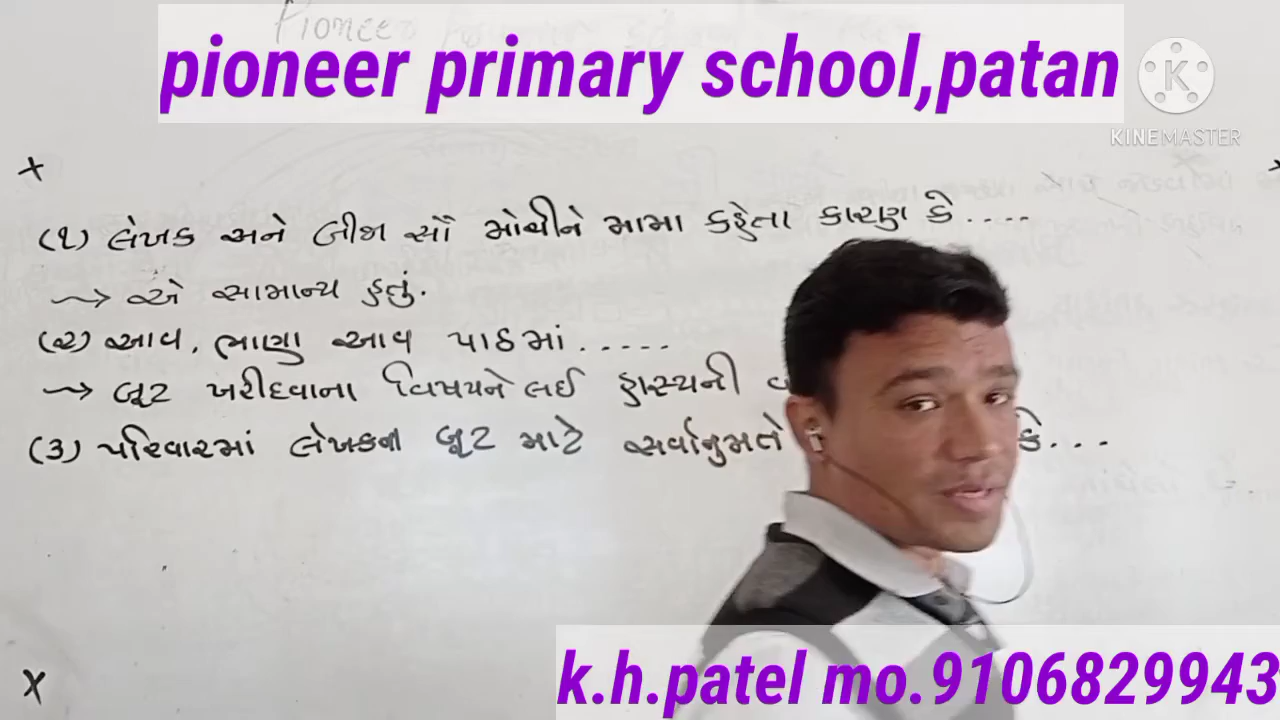 pioneer primary school,patan
KINEMASTER
(૧) લેખક અને બીજા સૌ મોચીને મામા કહેતા કારણ કે....
→ એ સામાન્ય હતું.
(૨) આવ, ભાણા આવ પાઠમાં.....
→ બૂટ ખરીદવાના વિષયને લઈ હાસ્યની
(૩) પરિવારમાં લેખકના બૂટ માટે સર્વાનુમતે કે...
k.h.patel mo.9106829943